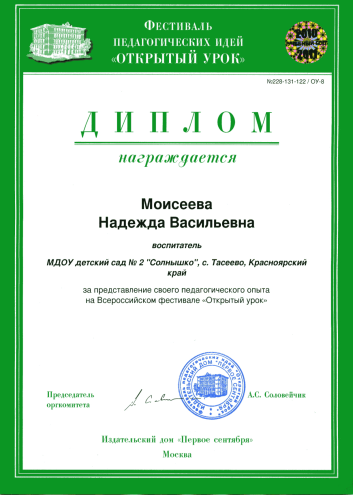 Фестиваль
педагогических идей
«ОТКРЫТЫЙ УРОК»
2010
2011
№228-131-122 / ОУ-8
ДИПЛОМ
награждается
Моисеева
Надежда Васильевна
воспитатель
МДОУ детский сад № 2 "Солнышко", с. Тасеево, Красноярский
край
за представление своего педагогического опыта
на Всероссийском фестивале «Открытый урок»
Председатель
оргкомитета
А.С. Соловейчик
Издательский дом «Первое сентября»
Москва